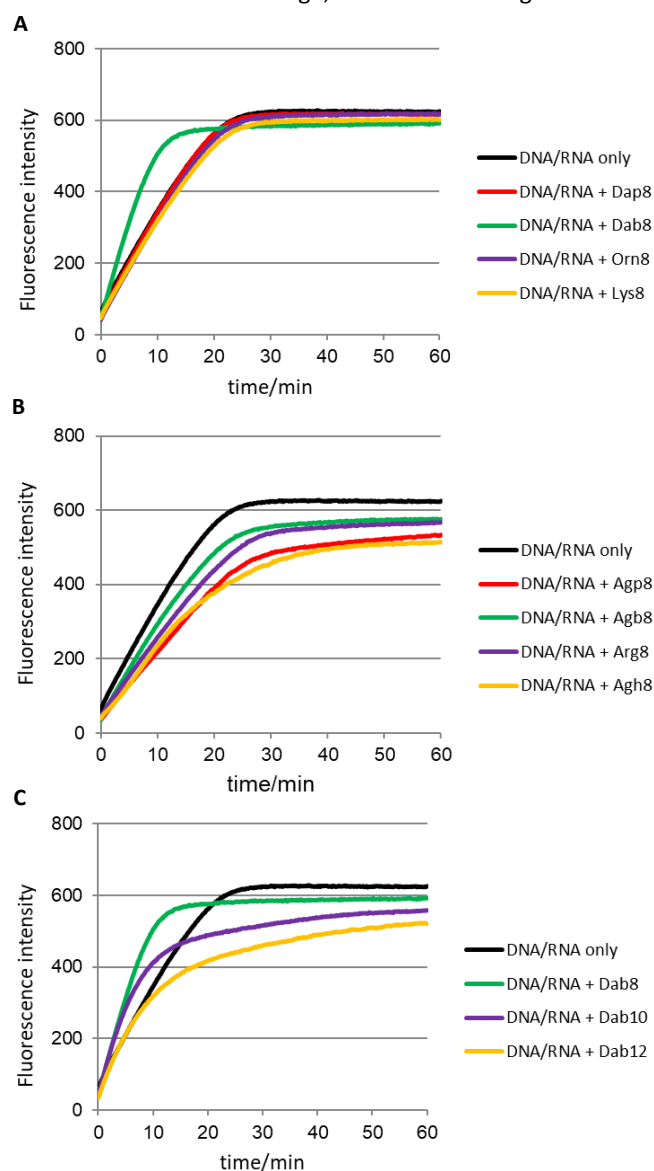 A
800
600
400
200
0
0 10 20 30 40 50 60
Fluorescence intensity
time/min
DNA/RNA only
DNA/RNA + Dap8
DNA/RNA + Dab8
DNA/RNA + Orn8
DNA/RNA + Lys8
B
800
600
400
200
0
0 10 20 30 40 50 60
Fluorescence intensity
time/min
DNA/RNA only
DNA/RNA + Agp8
DNA/RNA + Agb8
DNA/RNA + Arg8
DNA/RNA + Agh8
C
800
600
400
200
0
0 10 20 30 40 50 60
Fluorescence intensity
time/min
DNA/RNA only
DNA/RNA + Dab8
DNA/RNA + Dab10
DNA/RNA + Dab12